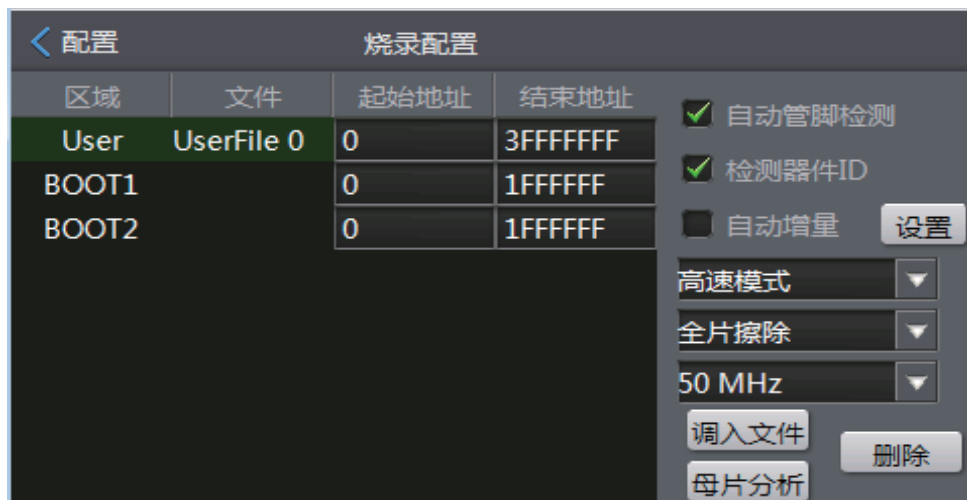 配置 烧录配置
区域 文件 起始地址 结束地址
User UserFile 0 0 3FFFFFFF
BOOT1 0 1FFFFFF
BOOT2 0 1FFFFFF
自动管脚检测
检测器件ID
自动增量 设置
高速模式
全片擦除
50 MHz
调入文件
删除
母片分析